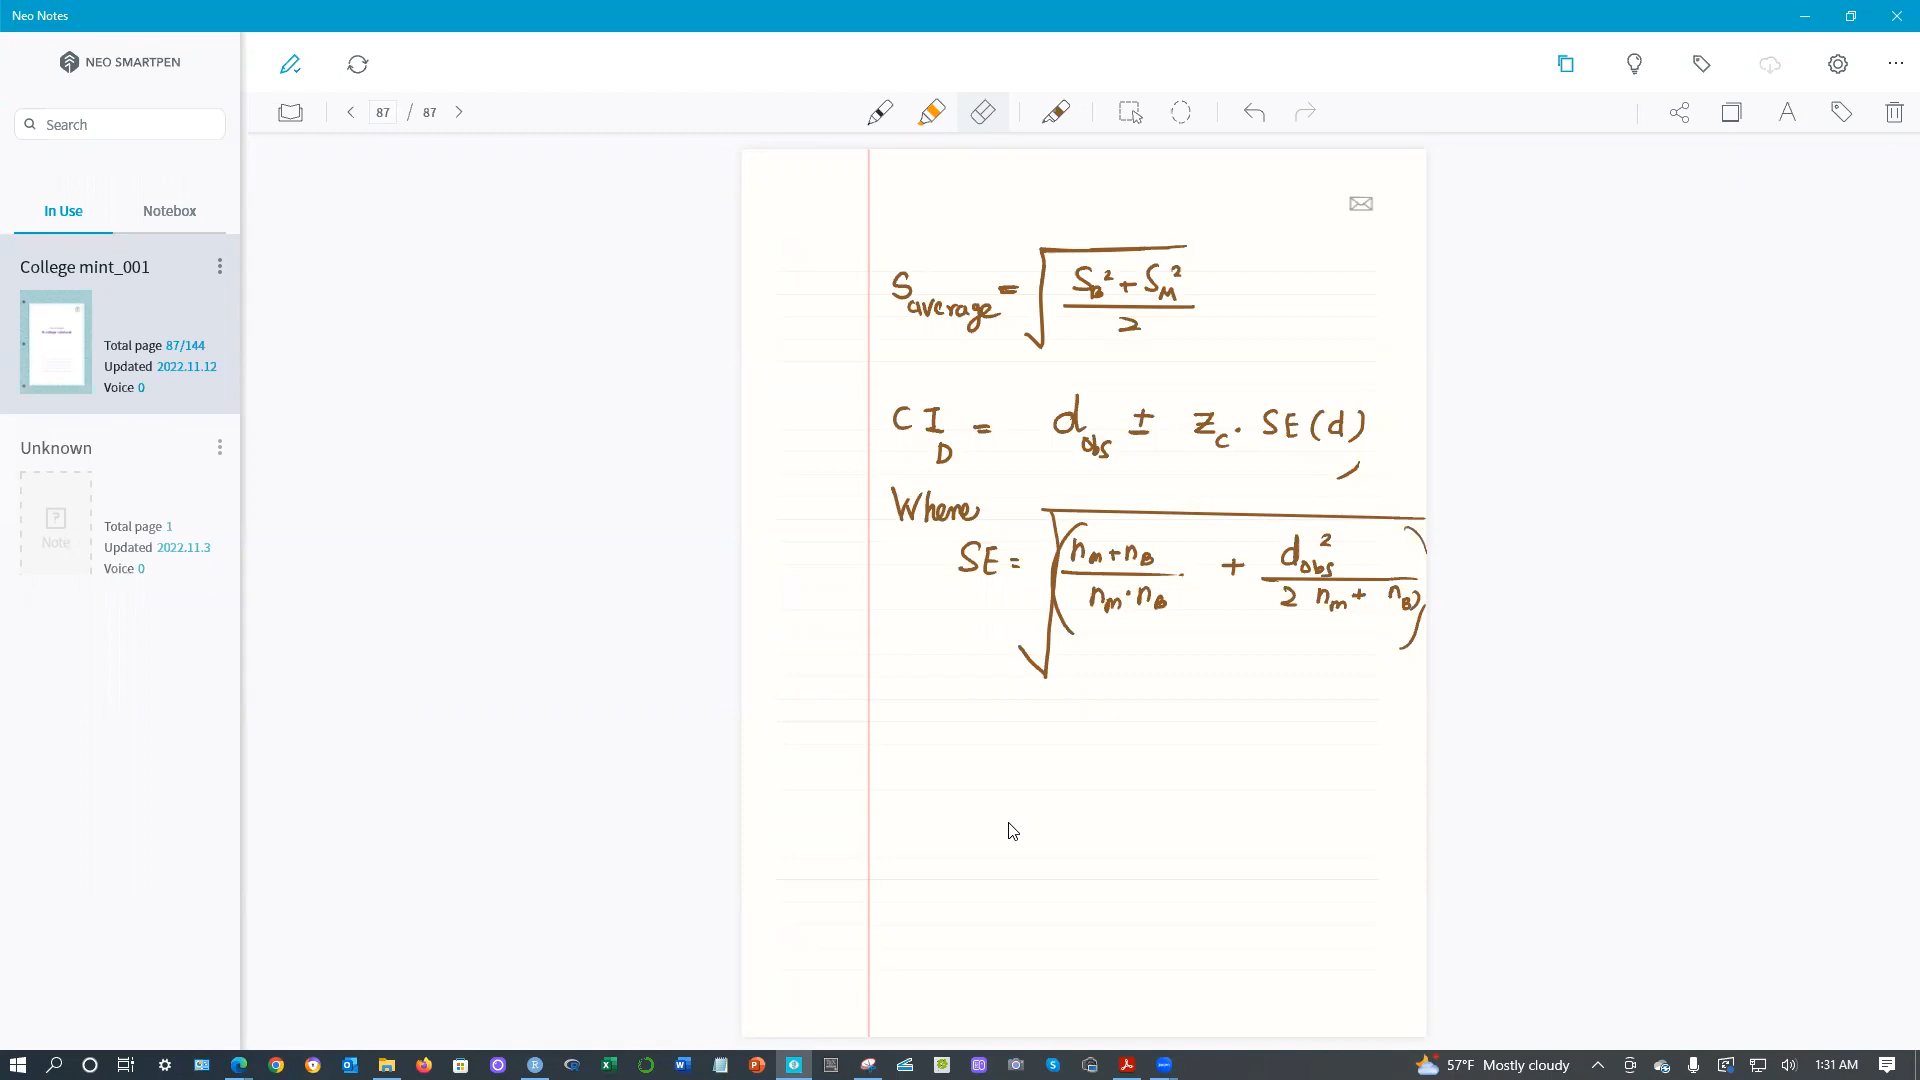 Neo Notes
NEO SMARTPEN
87 / 87
Search
In Use Notebox
College mint_001
Total page 87/144
Updated 2022.11.12
Voice 0
Unknown
? Note
Total page 1
Updated 2022.11.3
Voice 0
S average = √((S_B² + S_M²) / 2)
CI_D = d_obs ± Z_c · SE(d),
Where
SE = √((n_m + n_B)/(n_m · n_B) + d_obs²/(2 n_m + n_B))
57°F Mostly cloudy
1:31 AM